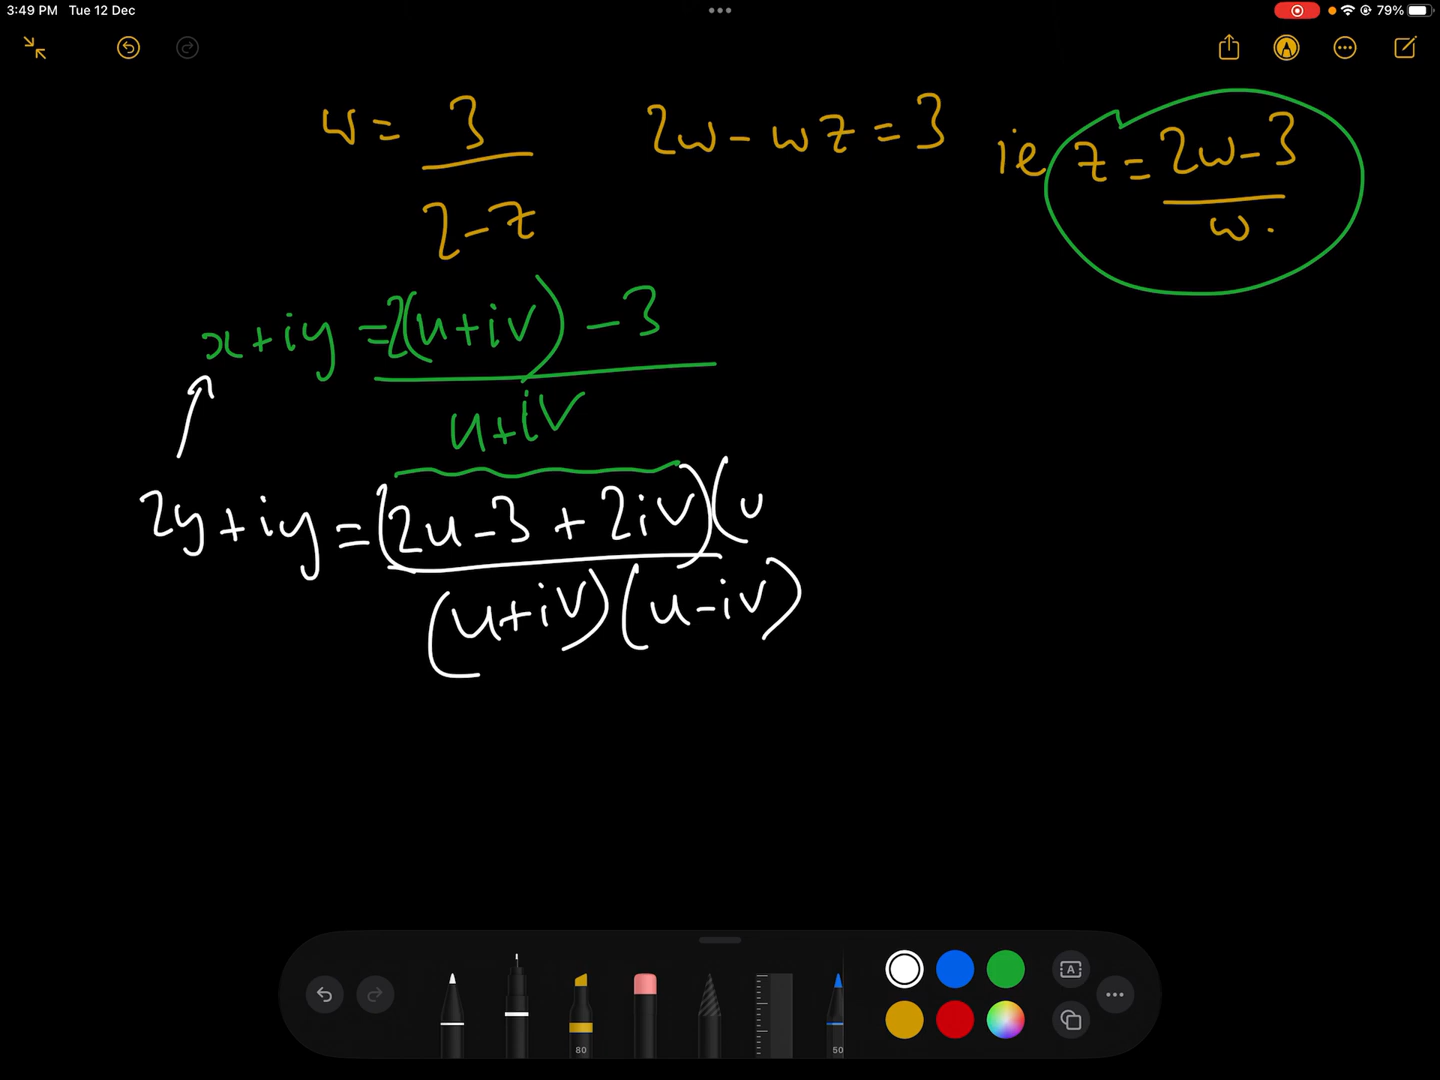 3:49 PM Tue 12 Dec
79%
w = 3 / 2 - z
2w - wz = 3
ie z = 2w - 3 / w.
x + iy = 2(u + iv) - 3 / u + iv
2y + iy = (2u - 3 + 2iv)(u / (u + iv)(u - iv)
80
50
A